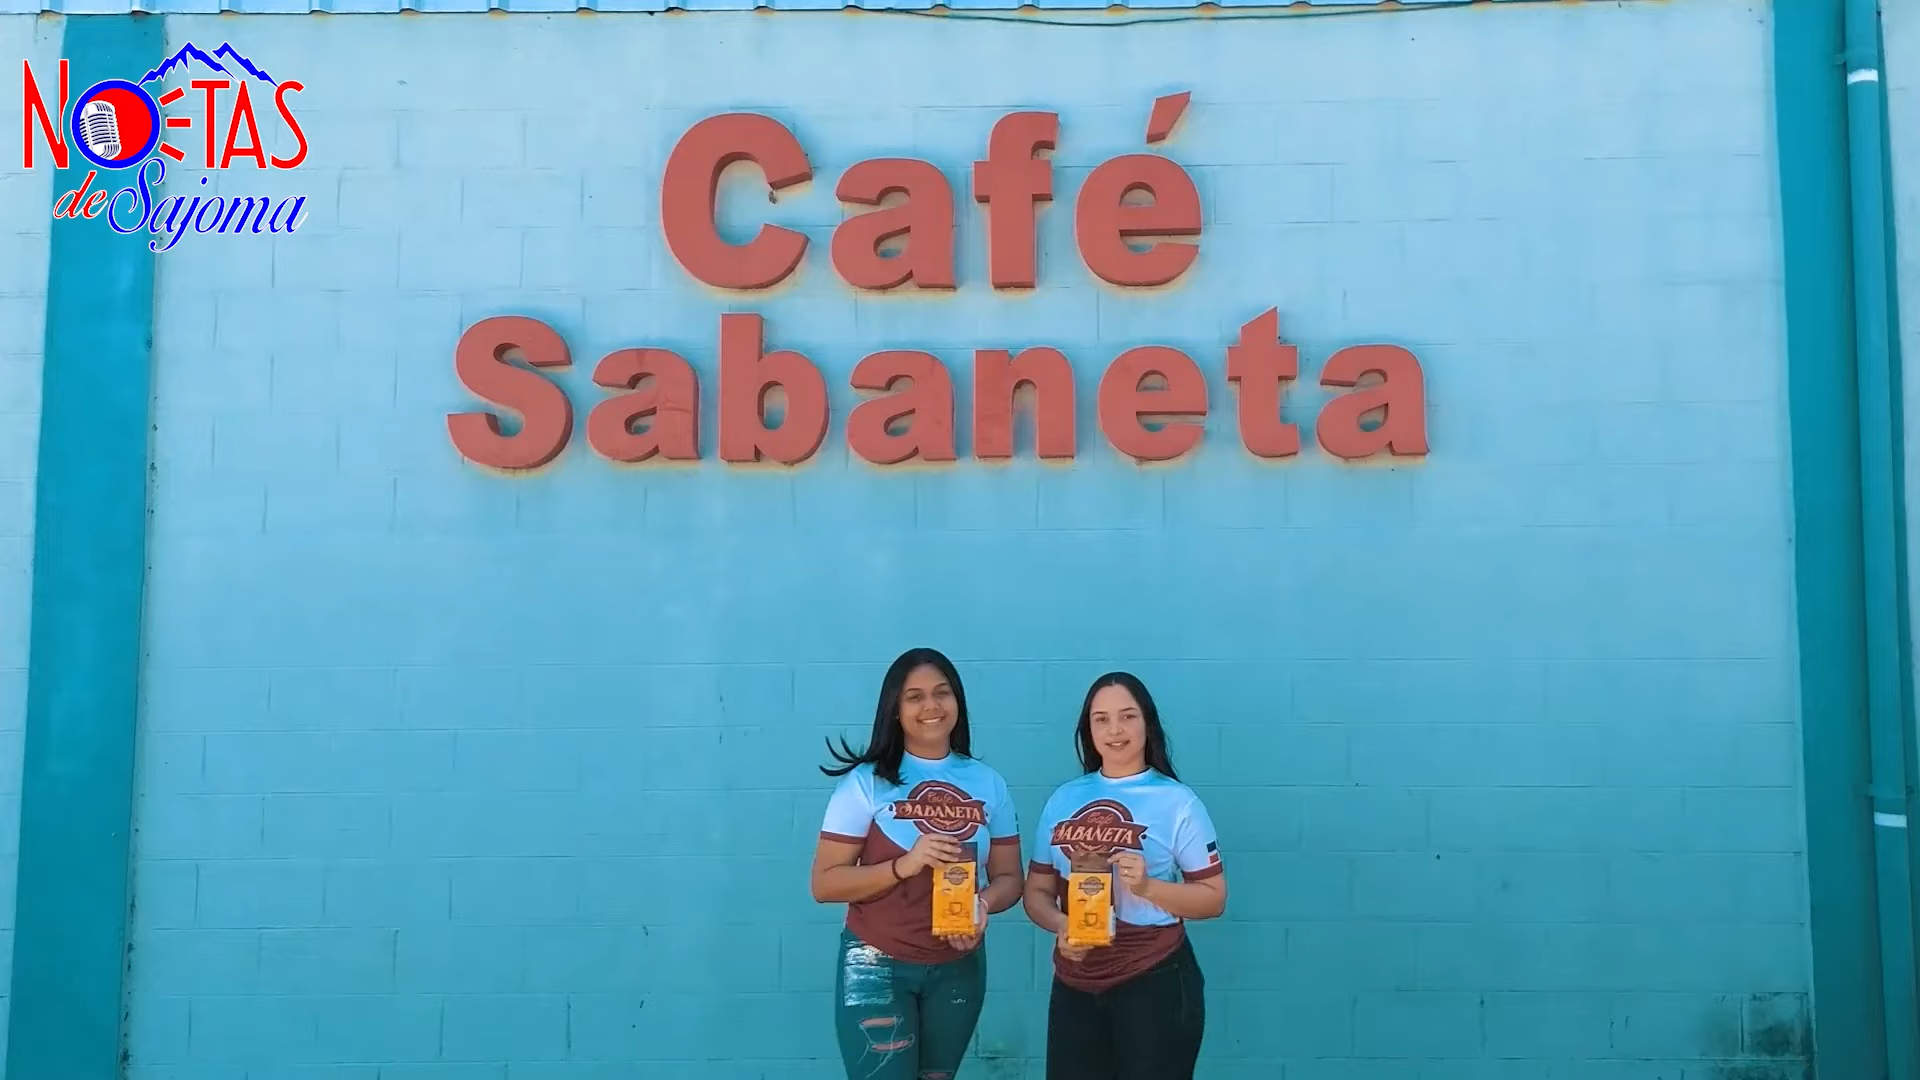 NOETAS
de Sajoma
Café
Sabaneta
Café
SABANETA
Café
SABANETA